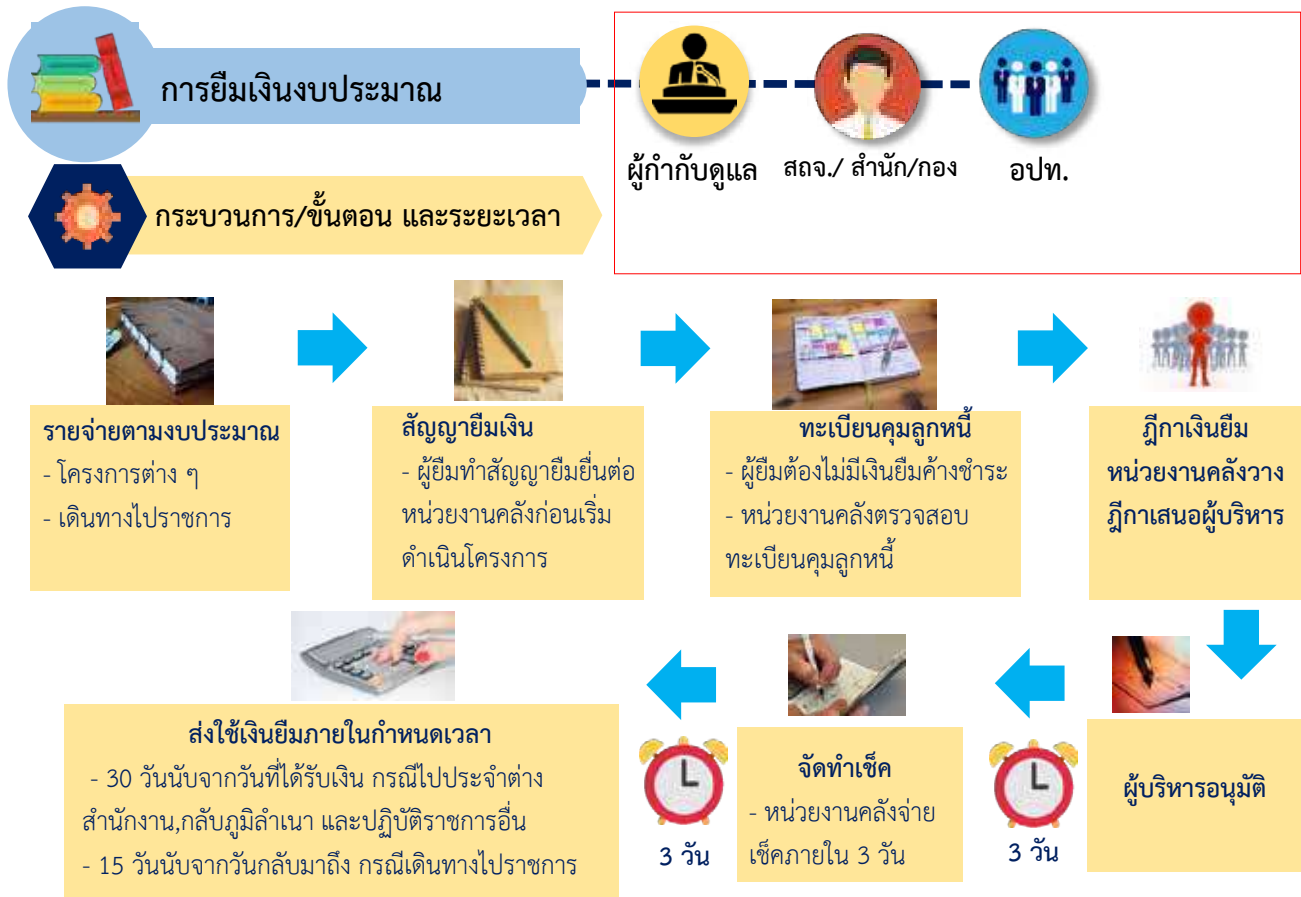 การยืมเงินงบประมาณ
ผู้กำกับดูแล
สถจ./ สำนัก/กอง
อปท.
กระบวนการ/ขั้นตอน และระยะเวลา
รายจ่ายตามงบประมาณ
- โครงการต่าง ๆ
- เดินทางไปราชการ
สัญญายืมเงิน
- ผู้ยืมทำสัญญายืมยื่นต่อ
หน่วยงานคลังก่อนเริ่ม
ดำเนินโครงการ
ทะเบียนคุมลูกหนี้
- ผู้ยืมต้องไม่มีเงินยืมค้างชำระ
- หน่วยงานคลังตรวจสอบ
ทะเบียนคุมลูกหนี้
ฎีกาเงินยืม
หน่วยงานคลังวาง
ฎีกาเสนอผู้บริหาร
ผู้บริหารอนุมัติ
3 วัน
จัดทำเช็ค
- หน่วยงานคลังจ่าย
เช็คภายใน 3 วัน
3 วัน
ส่งใช้เงินยืมภายในกำหนดเวลา
- 30 วันนับจากวันที่ได้รับเงิน กรณีไปประจำต่าง
สำนักงาน,กลับภูมิลำเนา และปฏิบัติราชการอื่น
- 15 วันนับจากวันกลับมาถึง กรณีเดินทางไปราชการ